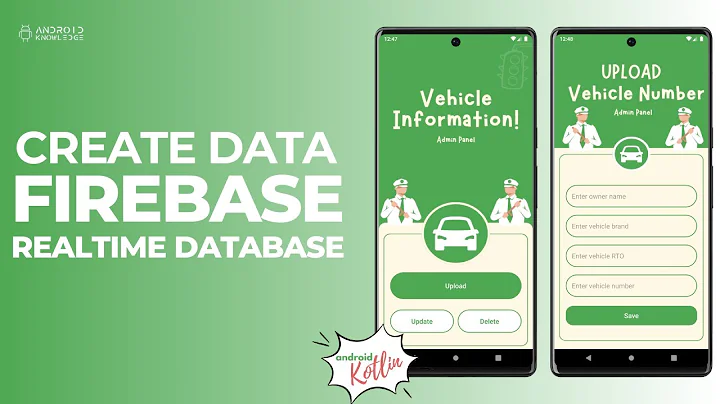 ANDROID
KNOWLEDGE
CREATE DATA
FIREBASE
REALTIME DATABASE
12:47
Vehicle
Information!
Admin Panel
Upload
Update
Delete
android
Kotlin
12:48
UPLOAD
Vehicle Number
Admin Panel
Enter owner name
Enter vehicle brand
Enter vehicle RTO
Enter vehicle number
Save